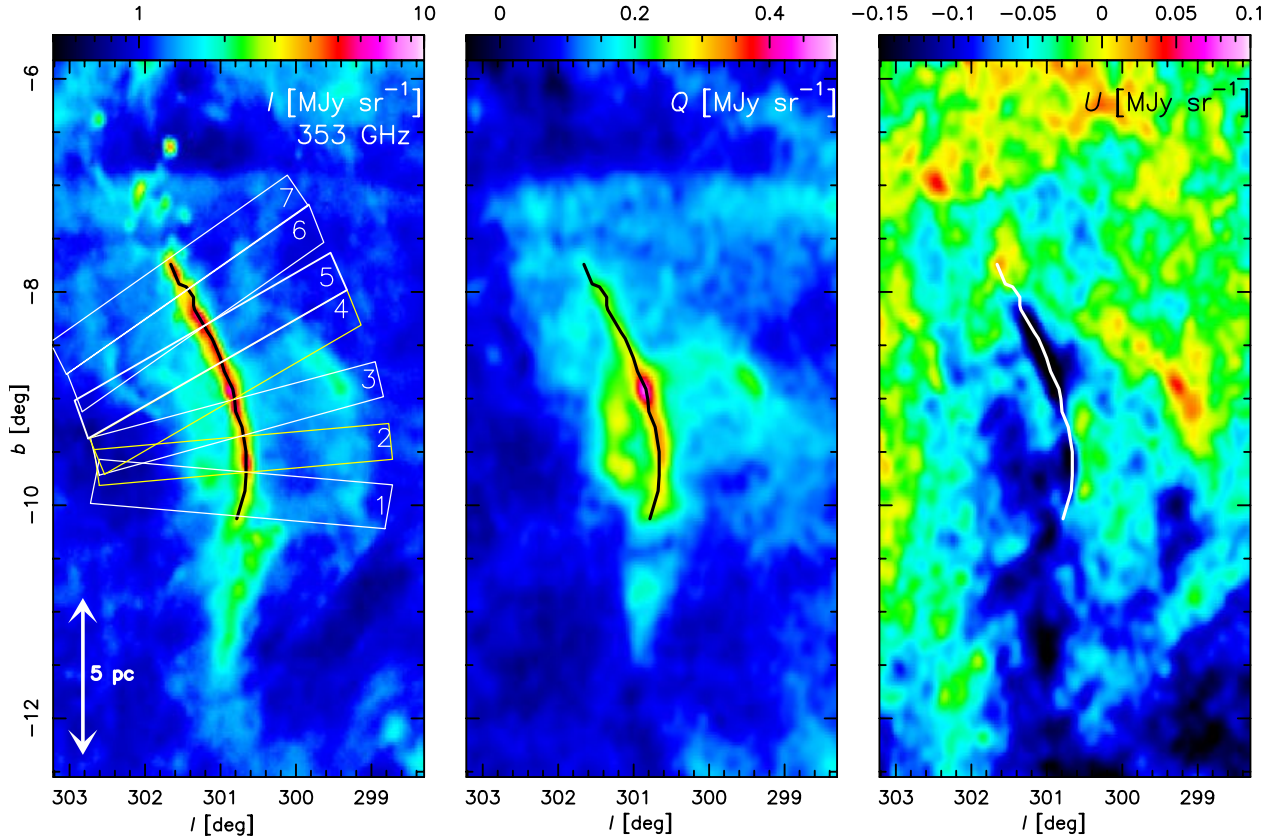 1 10 0 0.2 0.4 −0.15 −0.1 −0.05 0 0.05 0.1
I [MJy sr−1] Q [MJy sr−1] U [MJy sr−1]
353 GHz
−6
7
6
5
−8
4
3
b [deg]
2
−10
1
5 pc
−12
303 302 301 300 299 303 302 301 300 299 303 302 301 300 299
l [deg] l [deg] l [deg]